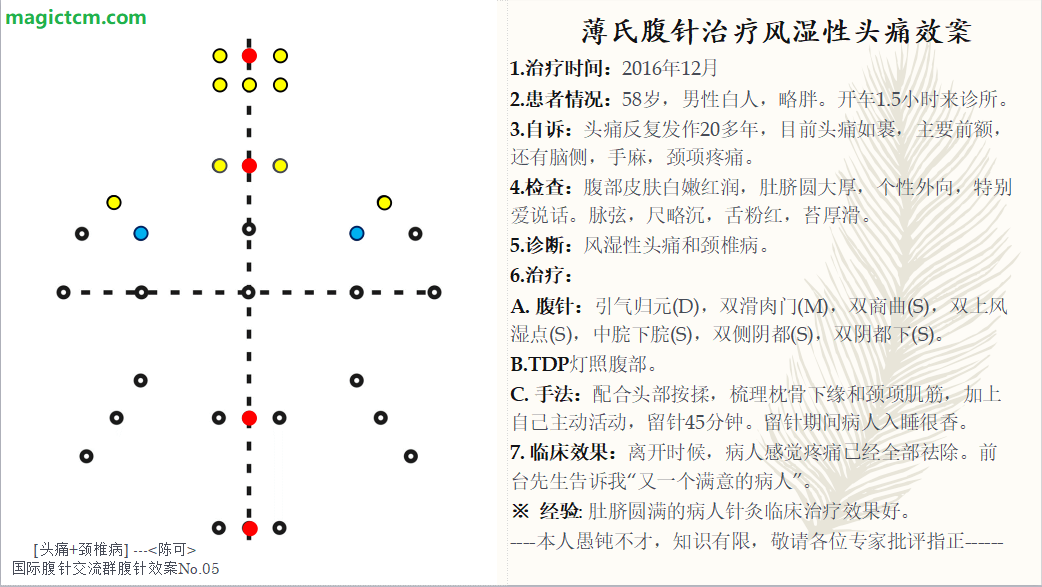 magictcm.com
[头痛+颈椎病] ---<陈可>
国际腹针交流群腹针效案No.05
薄氏腹针治疗风湿性头痛效案
1.治疗时间：2016年12月
2.患者情况：58岁，男性白人，略胖。开车1.5小时来诊所。
3.自诉：头痛反复发作20多年，目前头痛如裹，主要前额，
还有脑侧，手麻，颈项疼痛。
4.检查：腹部皮肤白嫩红润，肚脐圆大厚，个性外向，特别
爱说话。脉弦，尺略沉，舌粉红，苔厚滑。
5.诊断：风湿性头痛和颈椎病。
6.治疗：
A. 腹针：引气归元(D)，双滑肉门(M)，双商曲(S)，双上风
湿点(S)，中脘下脘(S)，双侧阴都(S)，双阴都下(S)。
B.TDP灯照腹部。
C. 手法：配合头部按揉，梳理枕骨下缘和颈项肌筋，加上
自己主动活动，留针45分钟。留针期间病人入睡很香。
7. 临床效果：离开时候，病人感觉疼痛已经全部祛除。前
台先生告诉我“又一个满意的病人”。
※ 经验: 肚脐圆满的病人针灸临床治疗效果好。
----本人愚钝不才，知识有限，敬请各位专家批评指正------